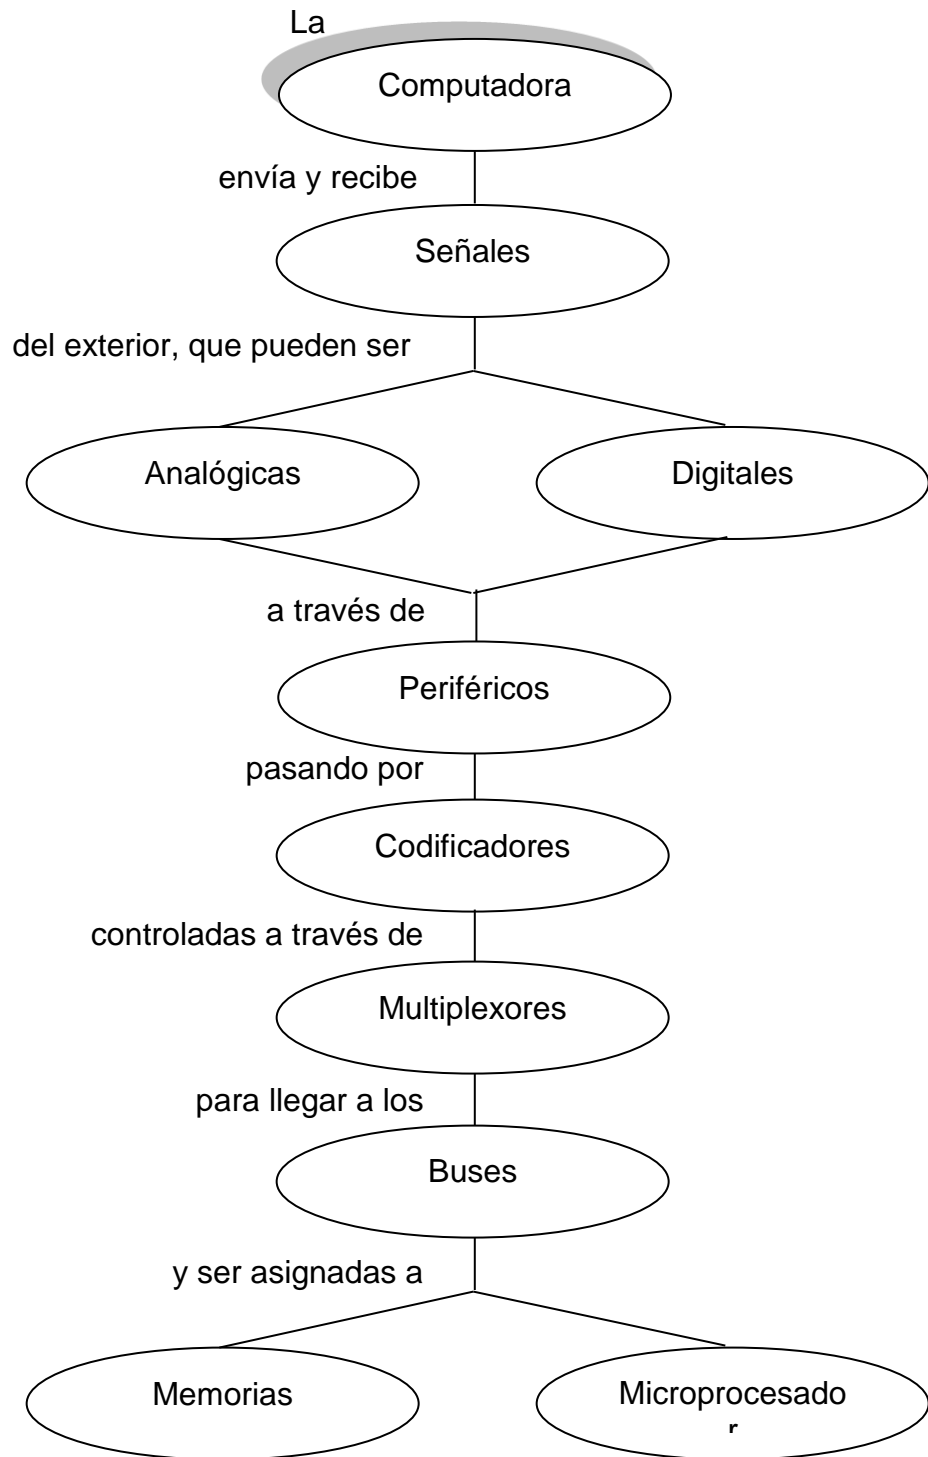 La
Computadora
envía y recibe
Señales
del exterior, que pueden ser
Analógicas
Digitales
a través de
Periféricos
pasando por
Codificadores
controladas a través de
Multiplexores
para llegar a los
Buses
y ser asignadas a
Memorias
Microprocesado
r